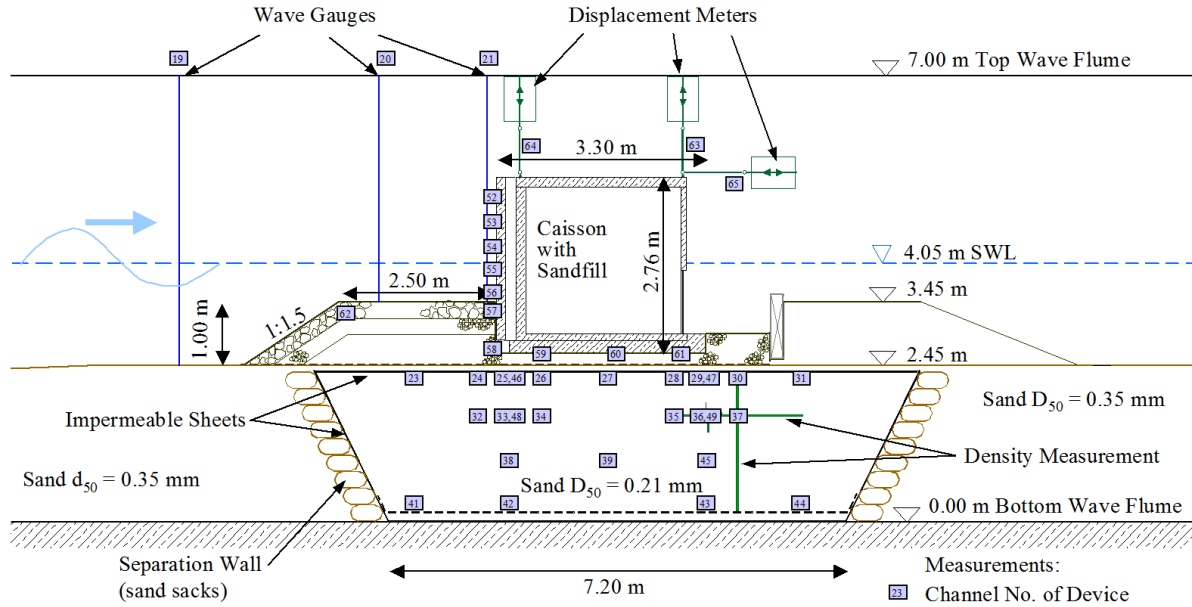 Wave Gauges
Displacement Meters
19
20
21
7.00 m Top Wave Flume
64
63
3.30 m
65
52
53
54
55
56
57
58
Caisson
with
Sandfill
2.76 m
4.05 m SWL
2.50 m
62
1.00 m
1:1.5
3.45 m
59
60
61
2.45 m
23
24
25,46
26
27
28
29,47
30
31
Impermeable Sheets
Sand D50 = 0.35 mm
32
33,48
34
35
36,49
37
38
39
45
Density Measurement
Sand d50 = 0.35 mm
Sand D50 = 0.21 mm
41
42
43
44
0.00 m Bottom Wave Flume
Separation Wall
(sand sacks)
7.20 m
Measurements:
23 Channel No. of Device